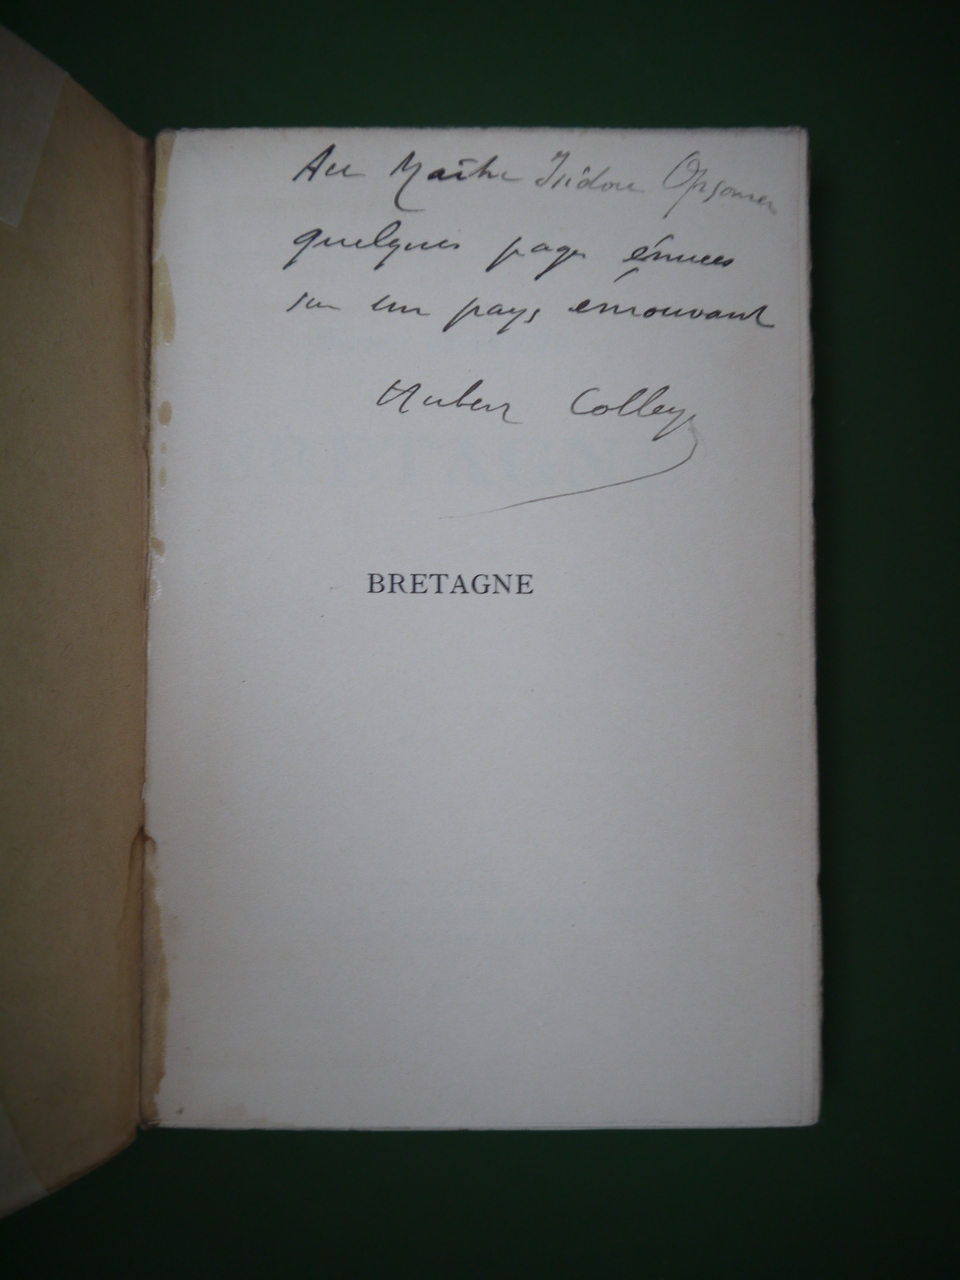 Au Maître Isidore Opsomer
quelques pages émues
sur un pays émouvant
Hubert Colleye
BRETAGNE